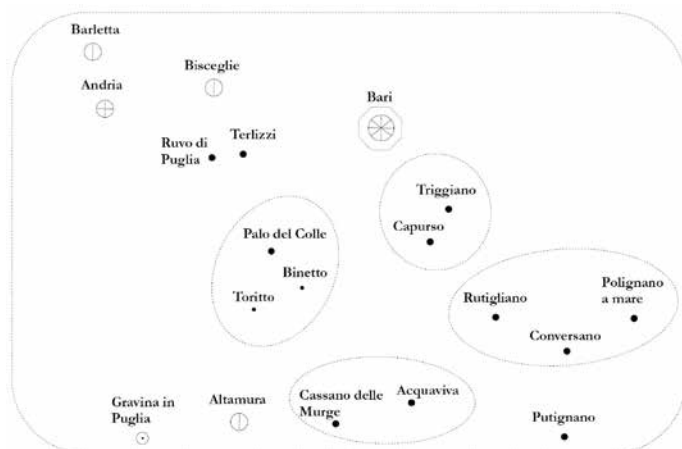 Barletta
Bisceglie
Andria
Bari
Terlizzi
Ruvo di
Puglia
Triggiano
Capurso
Palo del Colle
Binetto
Toritto
Polignano
a mare
Rutigliano
Conversano
Gravina in
Puglia
Altamura
Cassano delle
Murge
Acquaviva
Putignano